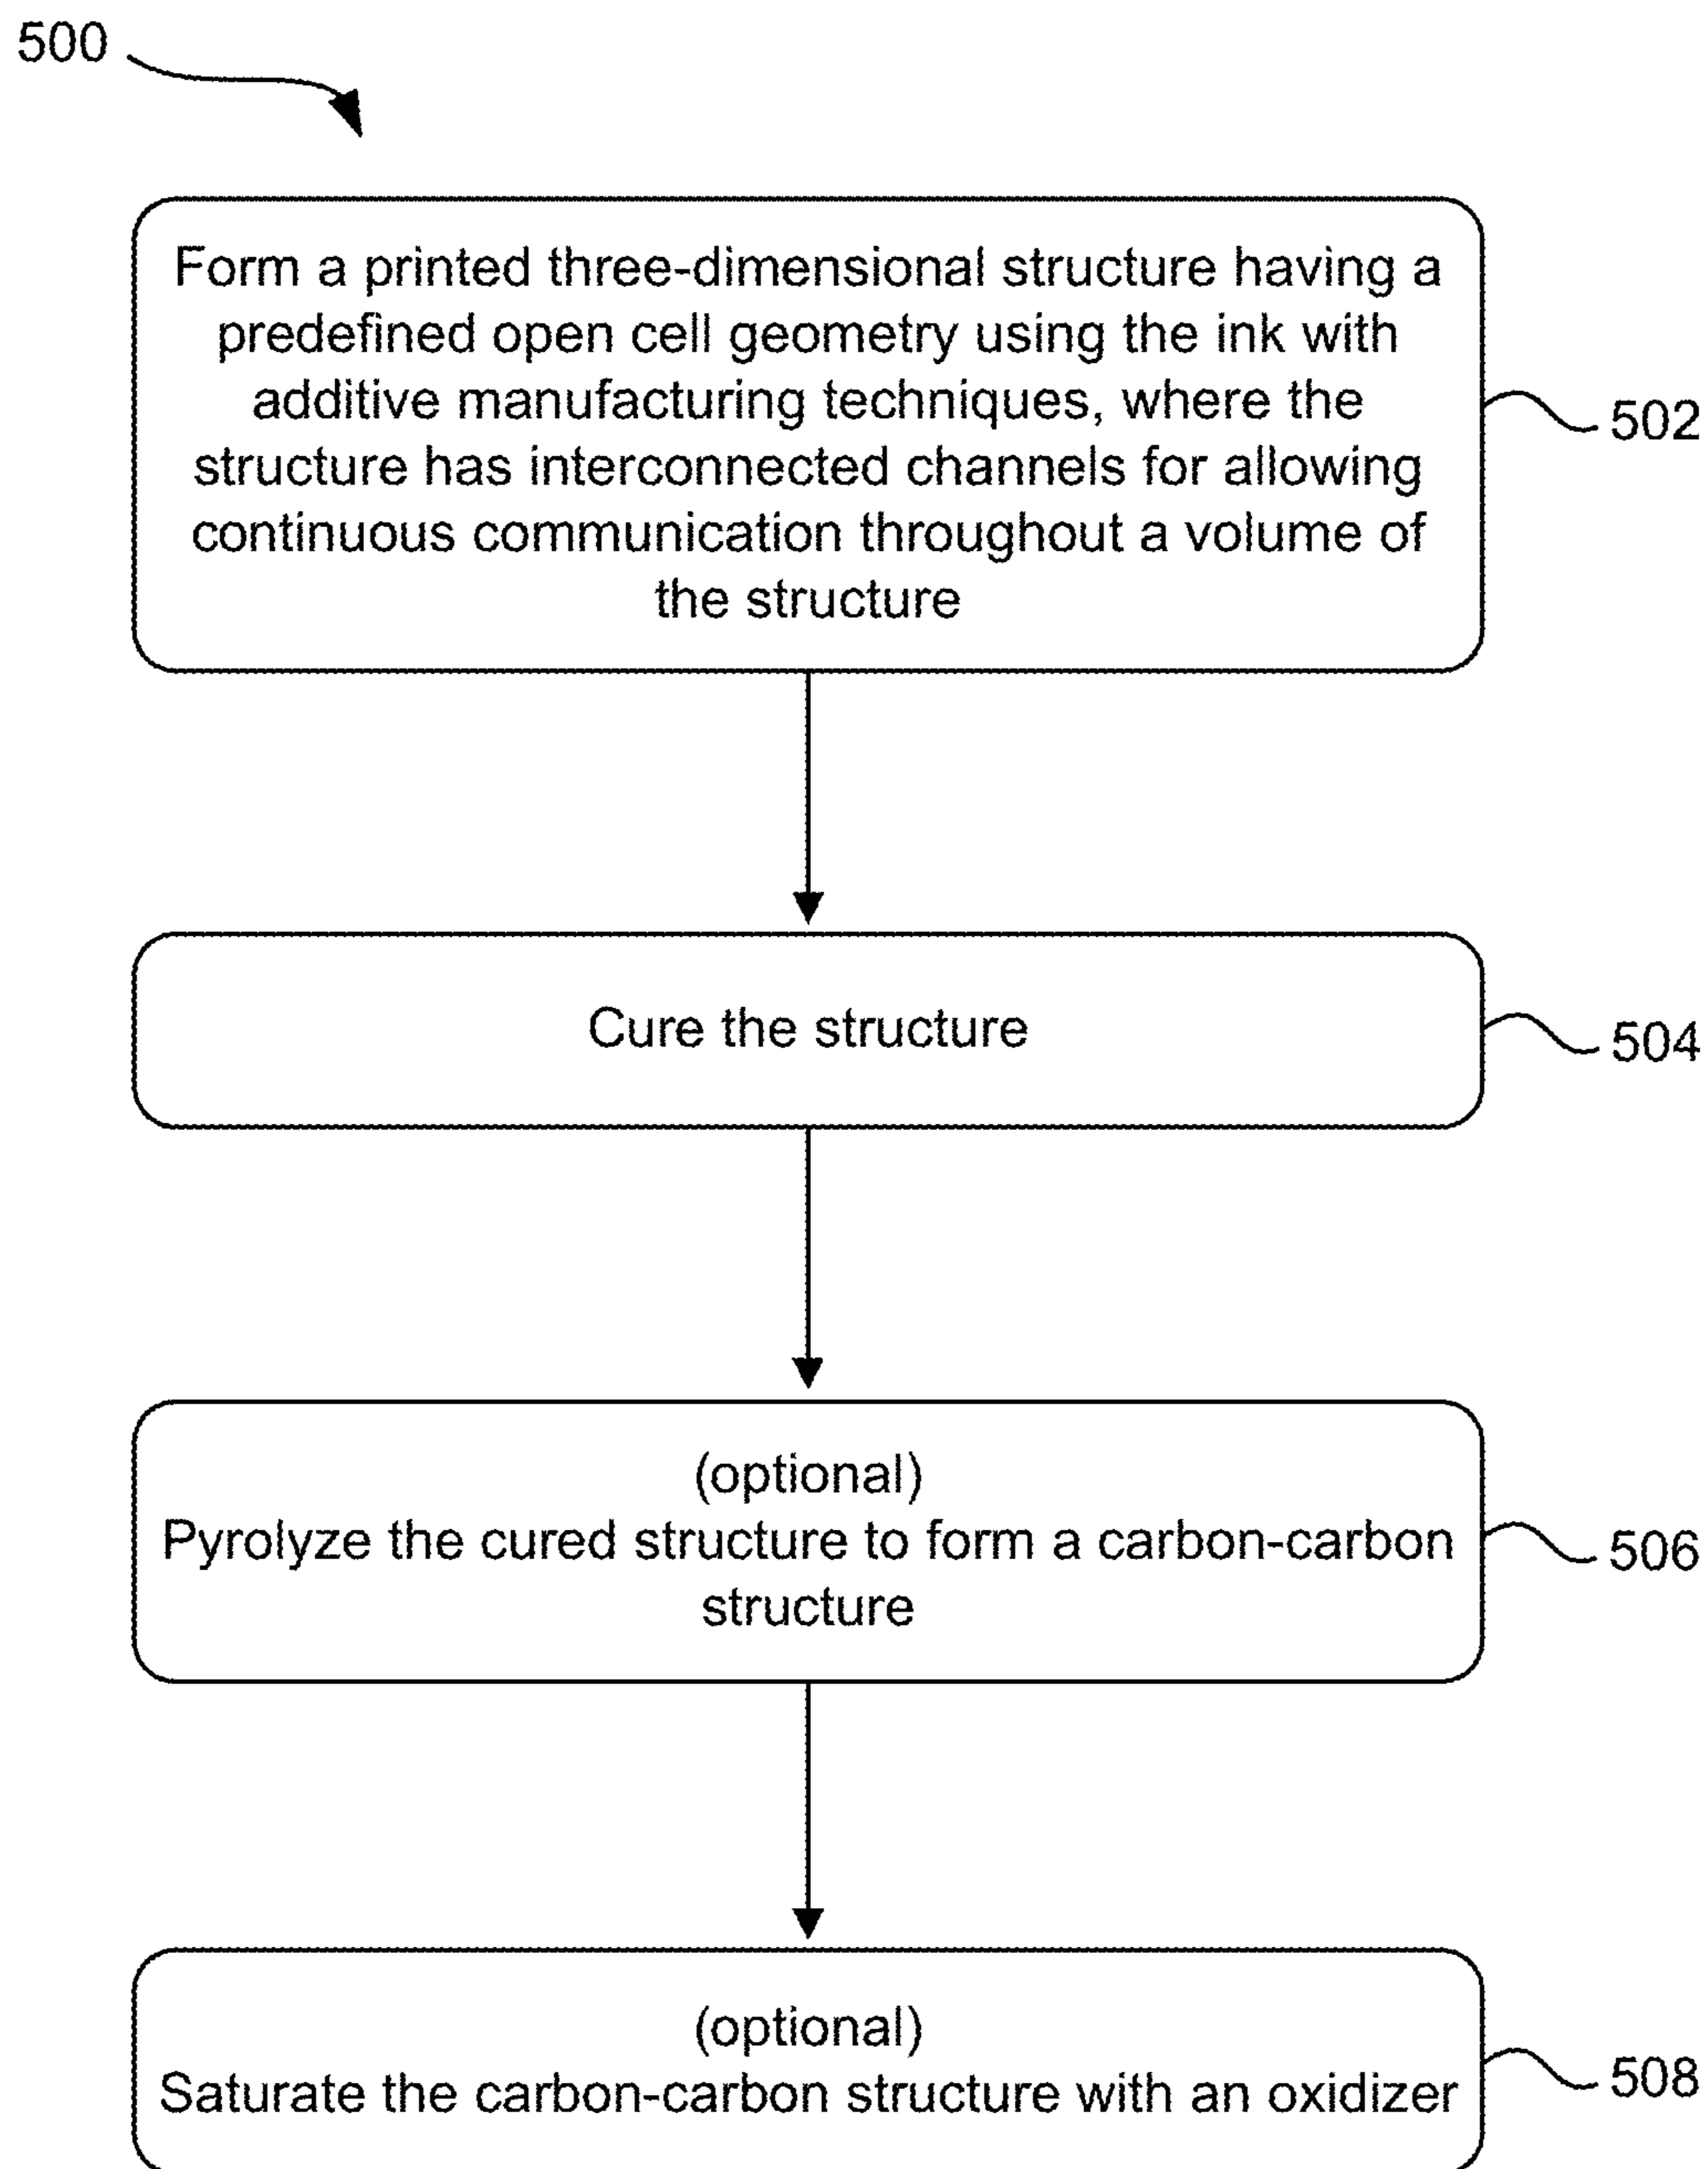 500
Form a printed three-dimensional structure having a
predefined open cell geometry using the ink with
additive manufacturing techniques, where the
structure has interconnected channels for allowing
continuous communication throughout a volume of
the structure
502
Cure the structure
504
(optional)
Pyrolyze the cured structure to form a carbon-carbon
structure
506
(optional)
Saturate the carbon-carbon structure with an oxidizer
508